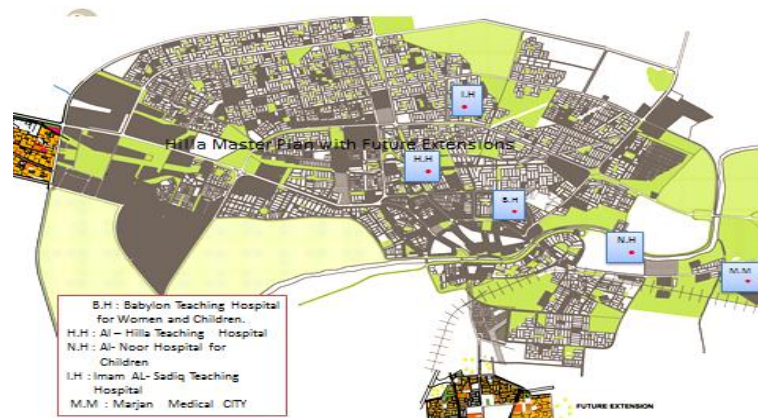 I.H
Hilla Master Plan with Future Extensions
H.H
B.H
N.H
M.M
B.H : Babylon Teaching Hospital
for Women and Children.
H.H : Al – Hilla Teaching Hospital
N.H : Al- Noor Hospital for
Children
I.H : Imam AL- Sadiq Teaching
Hospital
M.M : Marjan Medical CITY
FUTURE EXTENSION